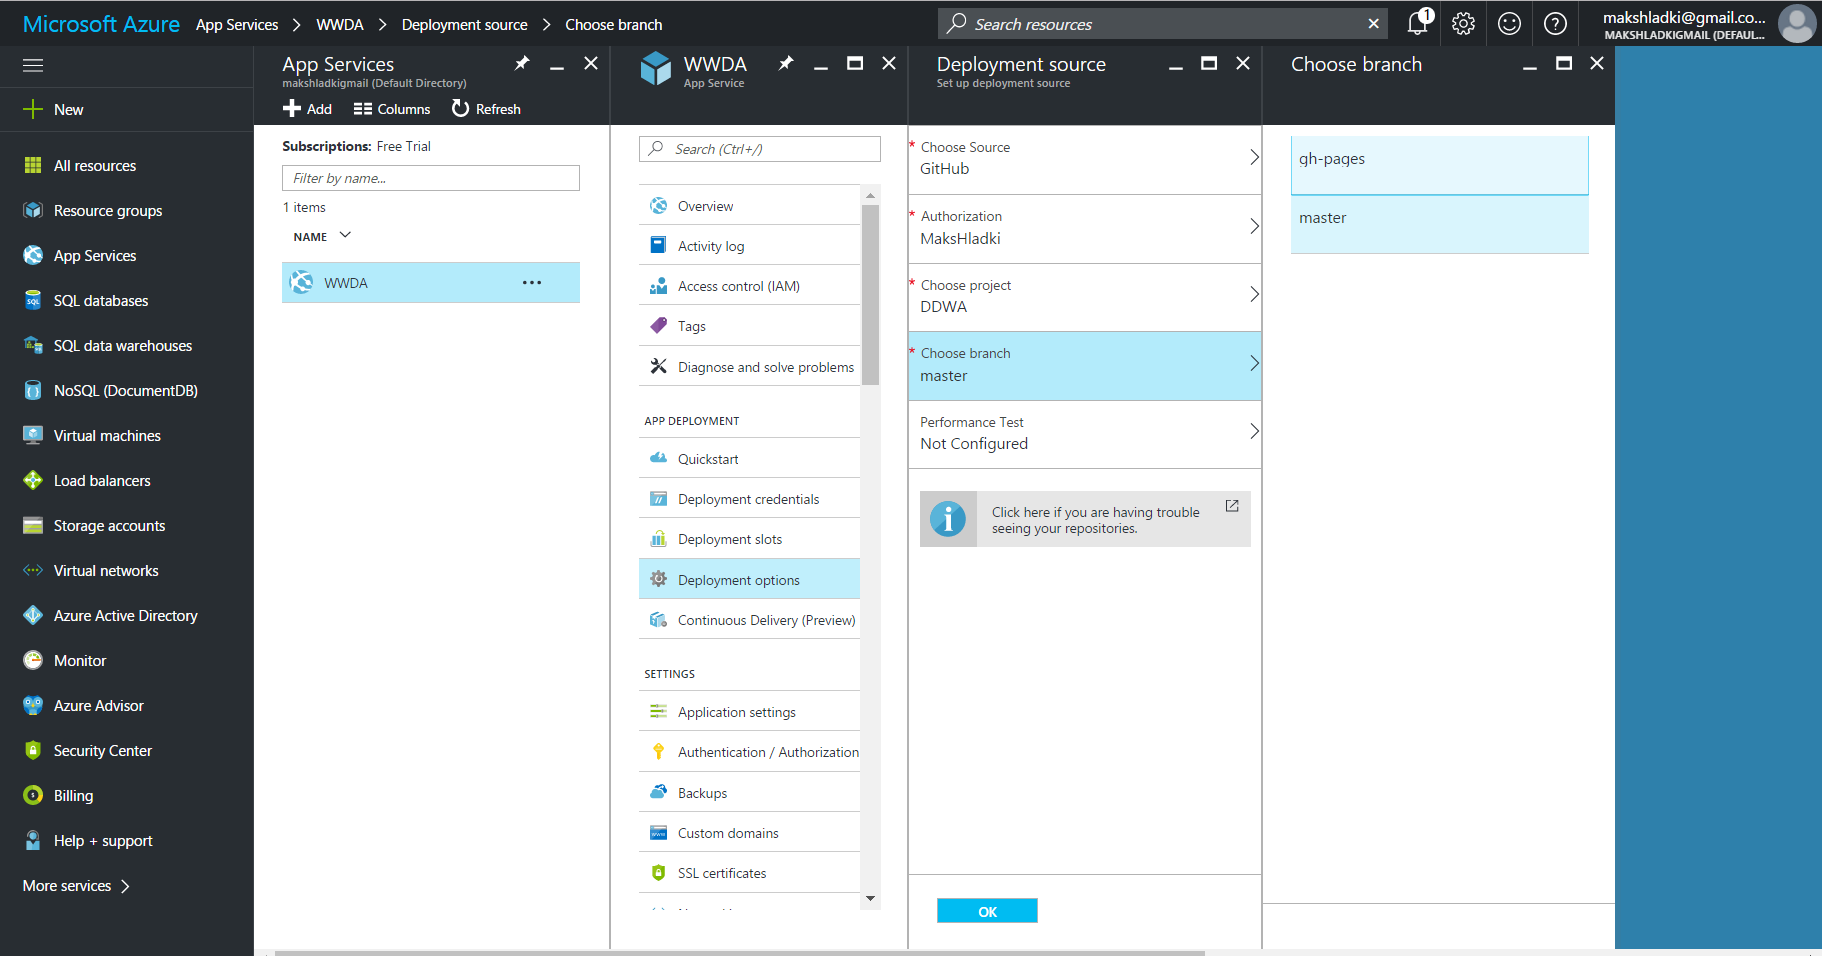 Microsoft Azure App Services > WWDA > Deployment source > Choose branch
Search resources
1
makshladki@gmail.co...
MAKSHLADKIGMAIL (DEFAUL...
New
All resources
Resource groups
App Services
SQL databases
SQL data warehouses
NoSQL (DocumentDB)
Virtual machines
Load balancers
Storage accounts
Virtual networks
Azure Active Directory
Monitor
Azure Advisor
Security Center
Billing
Help + support
More services
App Services
makshladkigmail (Default Directory)
Add Columns Refresh
Subscriptions: Free Trial
Filter by name...
1 items
NAME
WWDA
WWDA
App Service
Search (Ctrl+/)
Overview
Activity log
Access control (IAM)
Tags
Diagnose and solve problems
APP DEPLOYMENT
Quickstart
Deployment credentials
Deployment slots
Deployment options
Continuous Delivery (Preview)
SETTINGS
Application settings
Authentication / Authorization
Backups
Custom domains
SSL certificates
Deployment source
Set up deployment source
* Choose Source
GitHub
* Authorization
MaksHladki
* Choose project
DDWA
* Choose branch
master
Performance Test
Not Configured
Click here if you are having trouble
seeing your repositories.
OK
Choose branch
gh-pages
master